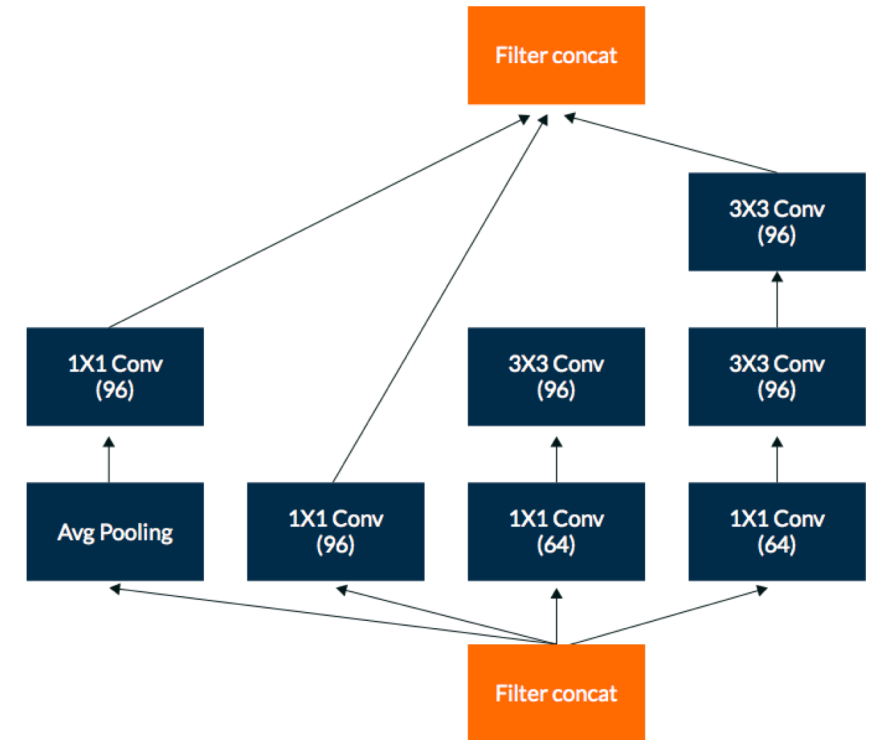 Filter concat
3X3 Conv
(96)
1X1 Conv
(96)
3X3 Conv
(96)
3X3 Conv
(96)
Avg Pooling
1X1 Conv
(96)
1X1 Conv
(64)
1X1 Conv
(64)
Filter concat